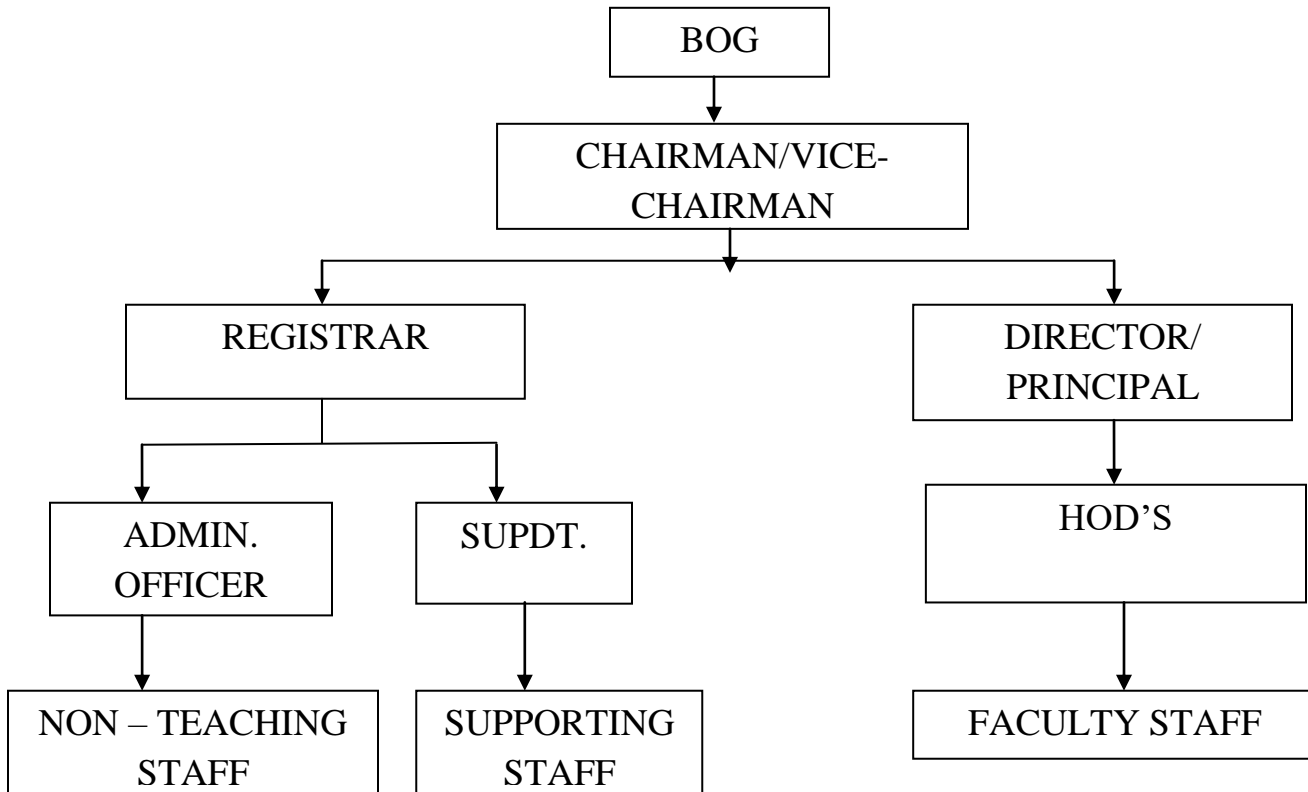 BOG
CHAIRMAN/VICE-
CHAIRMAN
REGISTRAR
DIRECTOR/
PRINCIPAL
ADMIN.
OFFICER
SUPDT.
HOD’S
NON – TEACHING
STAFF
SUPPORTING
STAFF
FACULTY STAFF